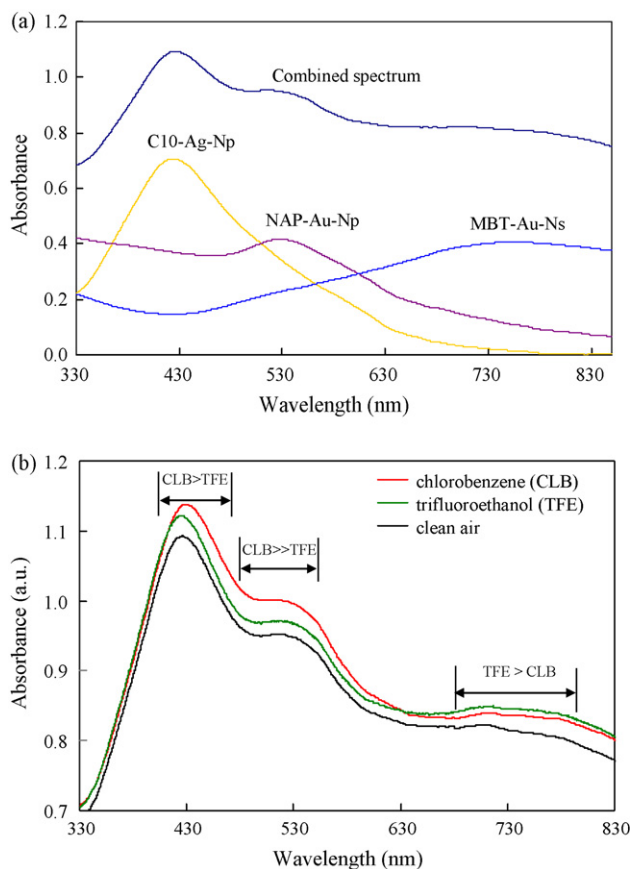 (a)
1.2
1.0
0.8
0.6
0.4
0.2
0.0
Absorbance
Combined spectrum
C10-Ag-Np
NAP-Au-Np
MBT-Au-Ns
330 430 530 630 730 830
Wavelength (nm)
(b)
1.2
1.1
1.0
0.9
0.8
0.7
Absorbance (a.u.)
CLB>TFE
CLB>>TFE
TFE > CLB
chlorobenzene (CLB)
trifluoroethanol (TFE)
clean air
330 430 530 630 730 830
Wavelength (nm)